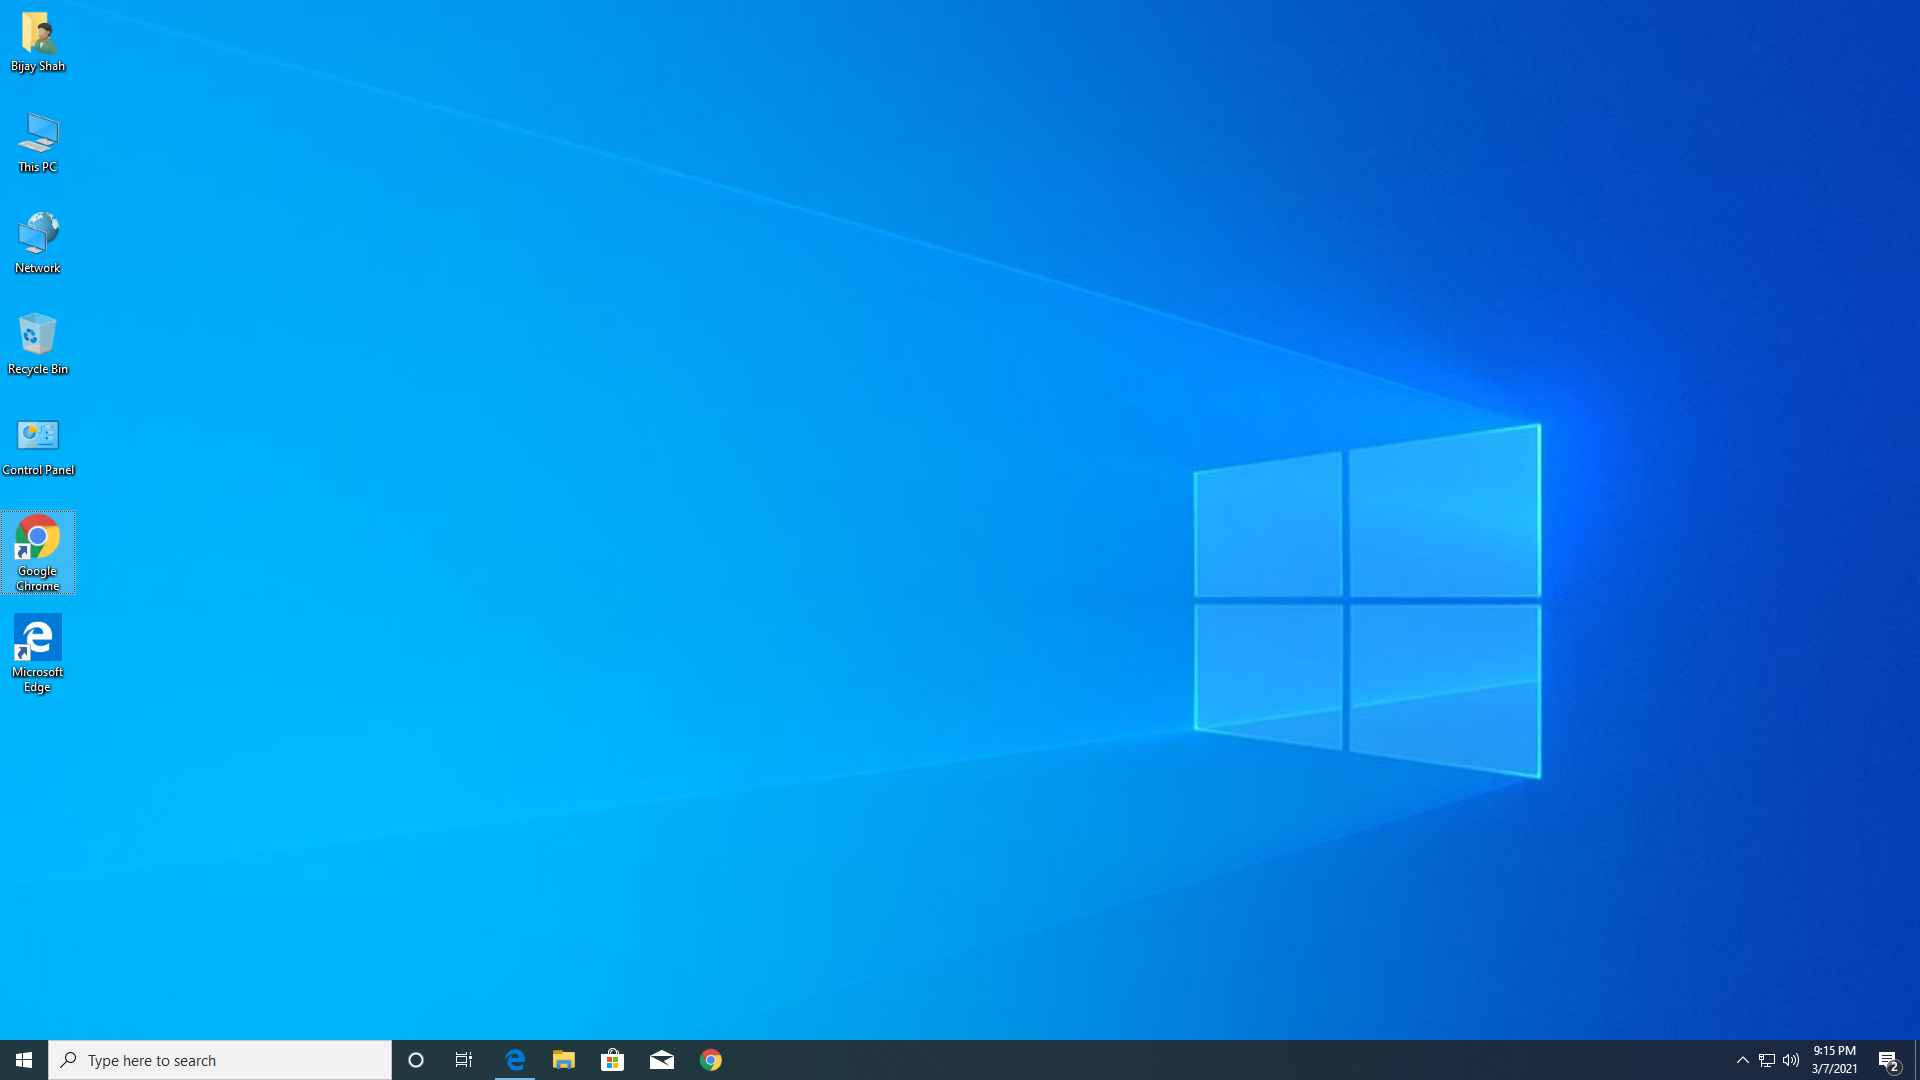 Bijay Shah
This PC
Network
Recycle Bin
Control Panel
Google
Chrome
Microsoft
Edge
Type here to search
9:15 PM
3/7/2021
2